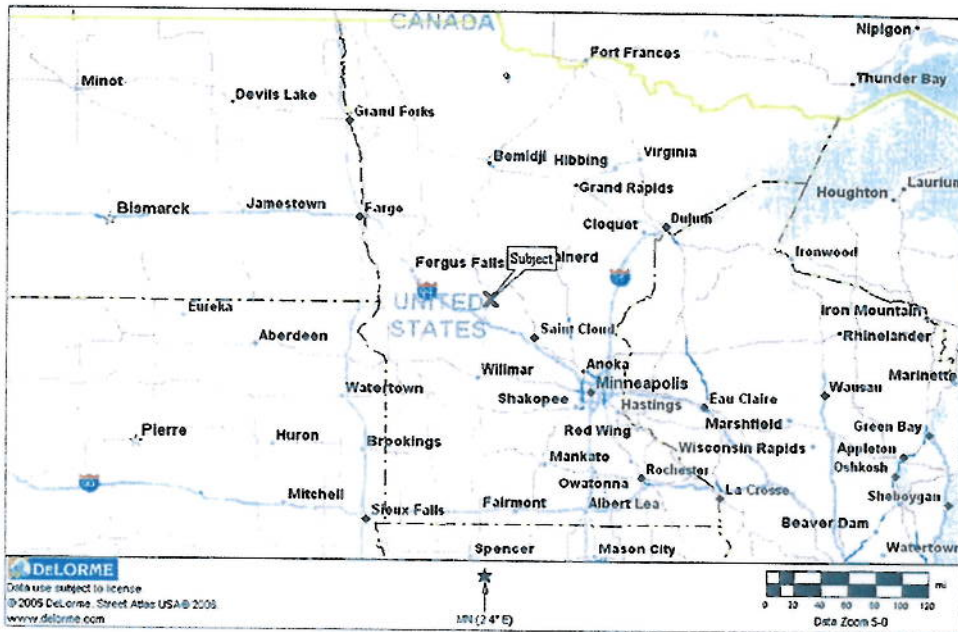 CANADA
Nipigon
Fort Frances
Thunder Bay
Minot
Devils Lake
Grand Forks
Bemidji
Hibbing
Virginia
Grand Rapids
Houghton
Laurium
Bismarck
Jamestown
Fargo
Cloquet
Duluth
Ironwood
Fergus Falls
Subject
inerd
UNITED
STATES
Eureka
Iron Mountain
Aberdeen
Saint Cloud
Rhinelander
Willmar
Anoka
Marinette
Watertown
Minneapolis
Shakopee
Hastings
Eau Claire
Wausau
Marshfield
Pierre
Huron
Brookings
Red Wing
Wisconsin Rapids
Green Bay
Mankato
Appleton
Oshkosh
Owatonna
Rochester
Mitchell
Sioux Falls
Fairmont
Albert Lea
La Crosse
Sheboygan
Beaver Dam
Spencer
Mason City
Watertown
DELORME
Data use subject to license.
© 2005 DeLorme. Street Atlas USA® 2006.
www.delorme.com
MN (2.4° E)
mi
0 20 40 60 80 100 120
Data Zoom 5-0